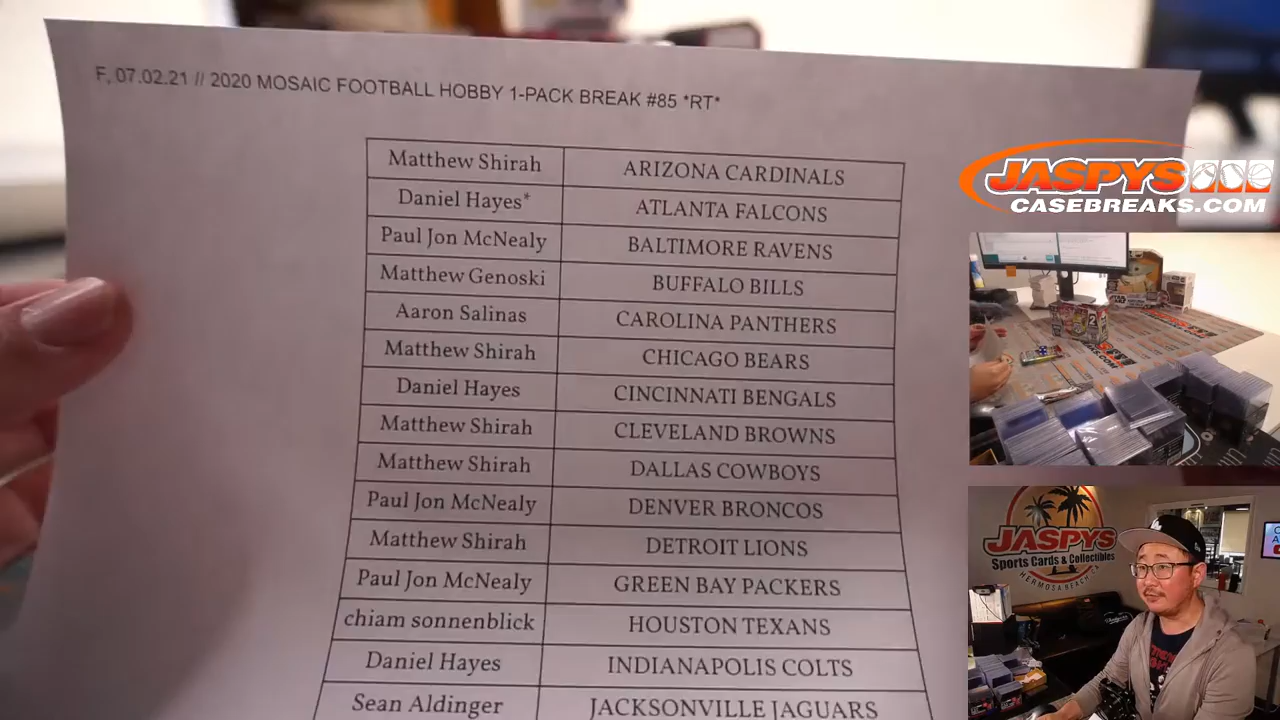 F, 07.02.21 // 2020 MOSAIC FOOTBALL HOBBY 1-PACK BREAK #85 *RT*
Matthew Shirah ARIZONA CARDINALS
Daniel Hayes* ATLANTA FALCONS
Paul Jon McNealy BALTIMORE RAVENS
Matthew Genoski BUFFALO BILLS
Aaron Salinas CAROLINA PANTHERS
Matthew Shirah CHICAGO BEARS
Daniel Hayes CINCINNATI BENGALS
Matthew Shirah CLEVELAND BROWNS
Matthew Shirah DALLAS COWBOYS
Paul Jon McNealy DENVER BRONCOS
Matthew Shirah DETROIT LIONS
Paul Jon McNealy GREEN BAY PACKERS
chiam sonnenblick HOUSTON TEXANS
Daniel Hayes INDIANAPOLIS COLTS
Sean Aldinger JACKSONVILLE JAGUARS
JASPYS
CASEBREAKS.COM
JASPYS
Sports Cards & Collectibles
HERMOSA BEACH, CA